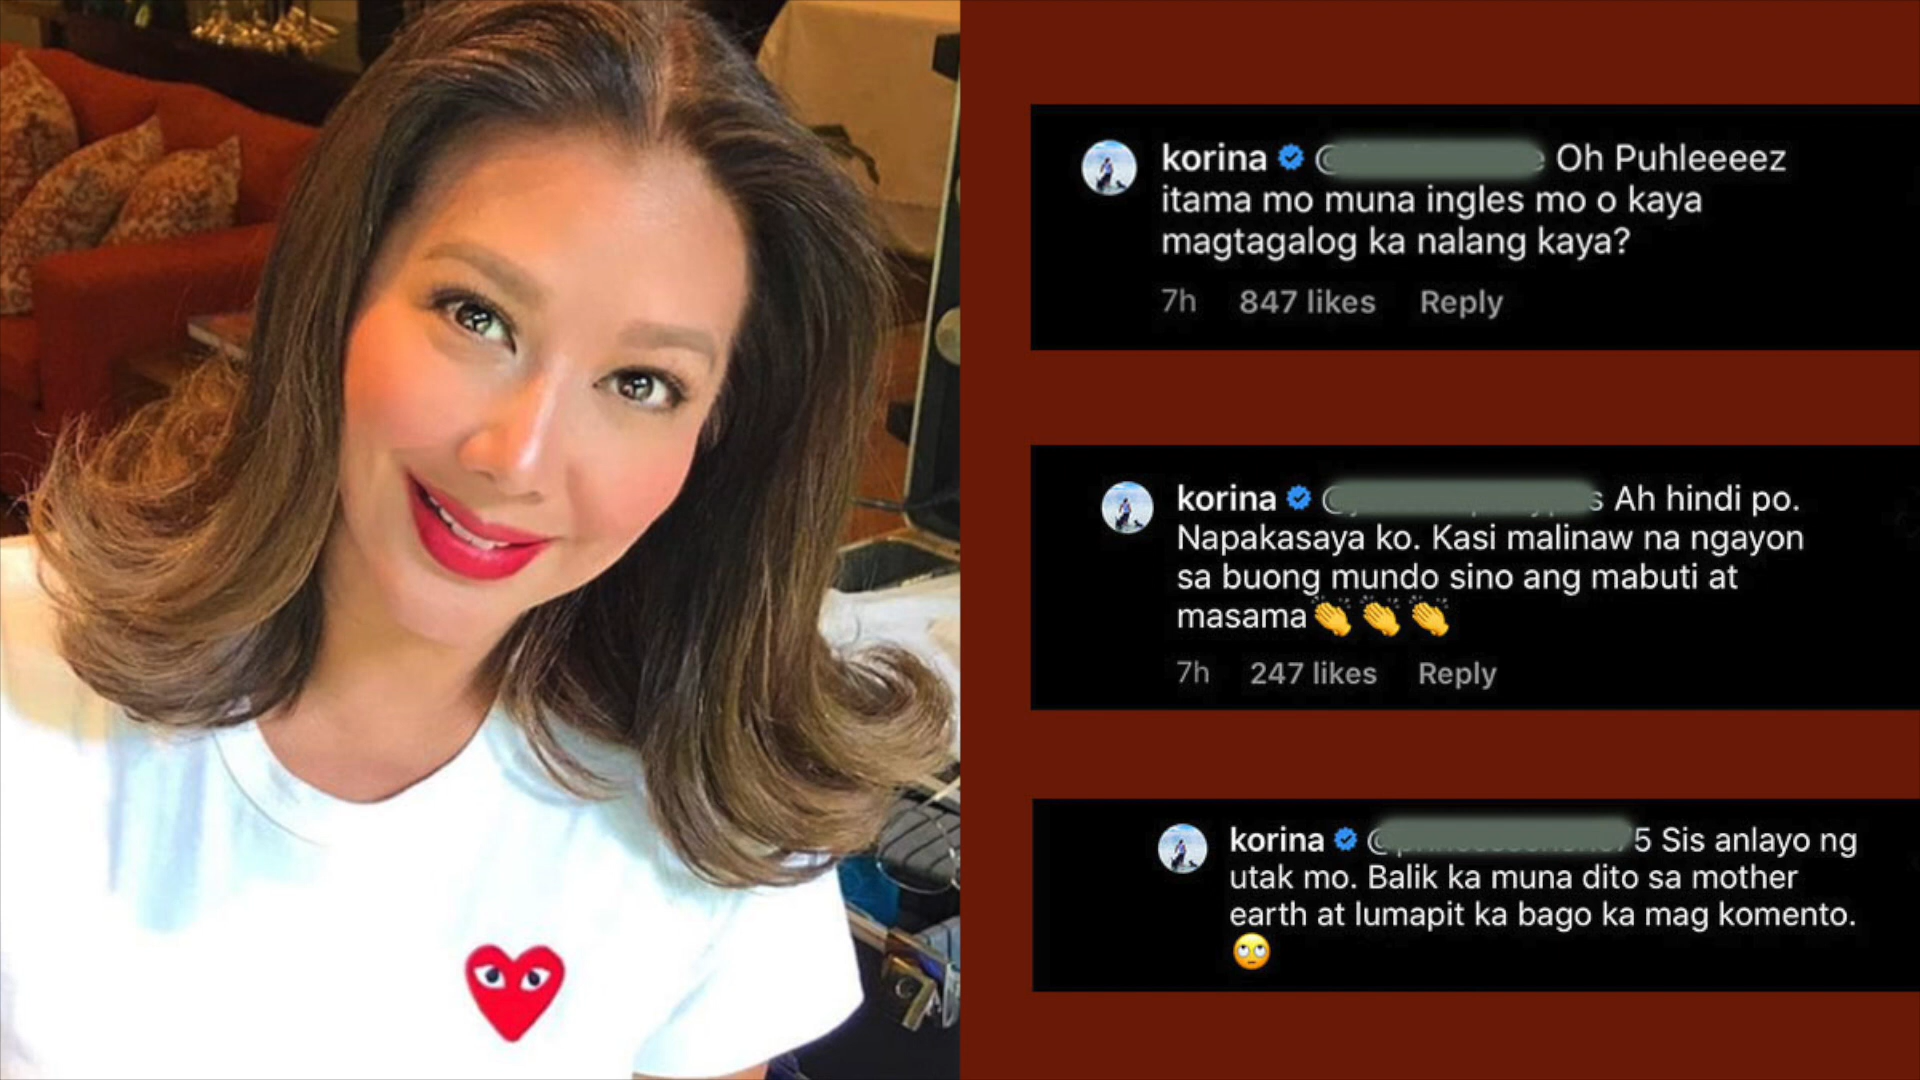 korina @ Oh Puhleeeez
itama mo muna ingles mo o kaya
magtagalog ka nalang kaya?
7h 847 likes Reply
korina @ s Ah hindi po.
Napakasaya ko. Kasi malinaw na ngayon
sa buong mundo sino ang mabuti at
masama👏👏👏
7h 247 likes Reply
korina @ 5 Sis anlayo ng
utak mo. Balik ka muna dito sa mother
earth at lumapit ka bago ka mag komento.
🙄